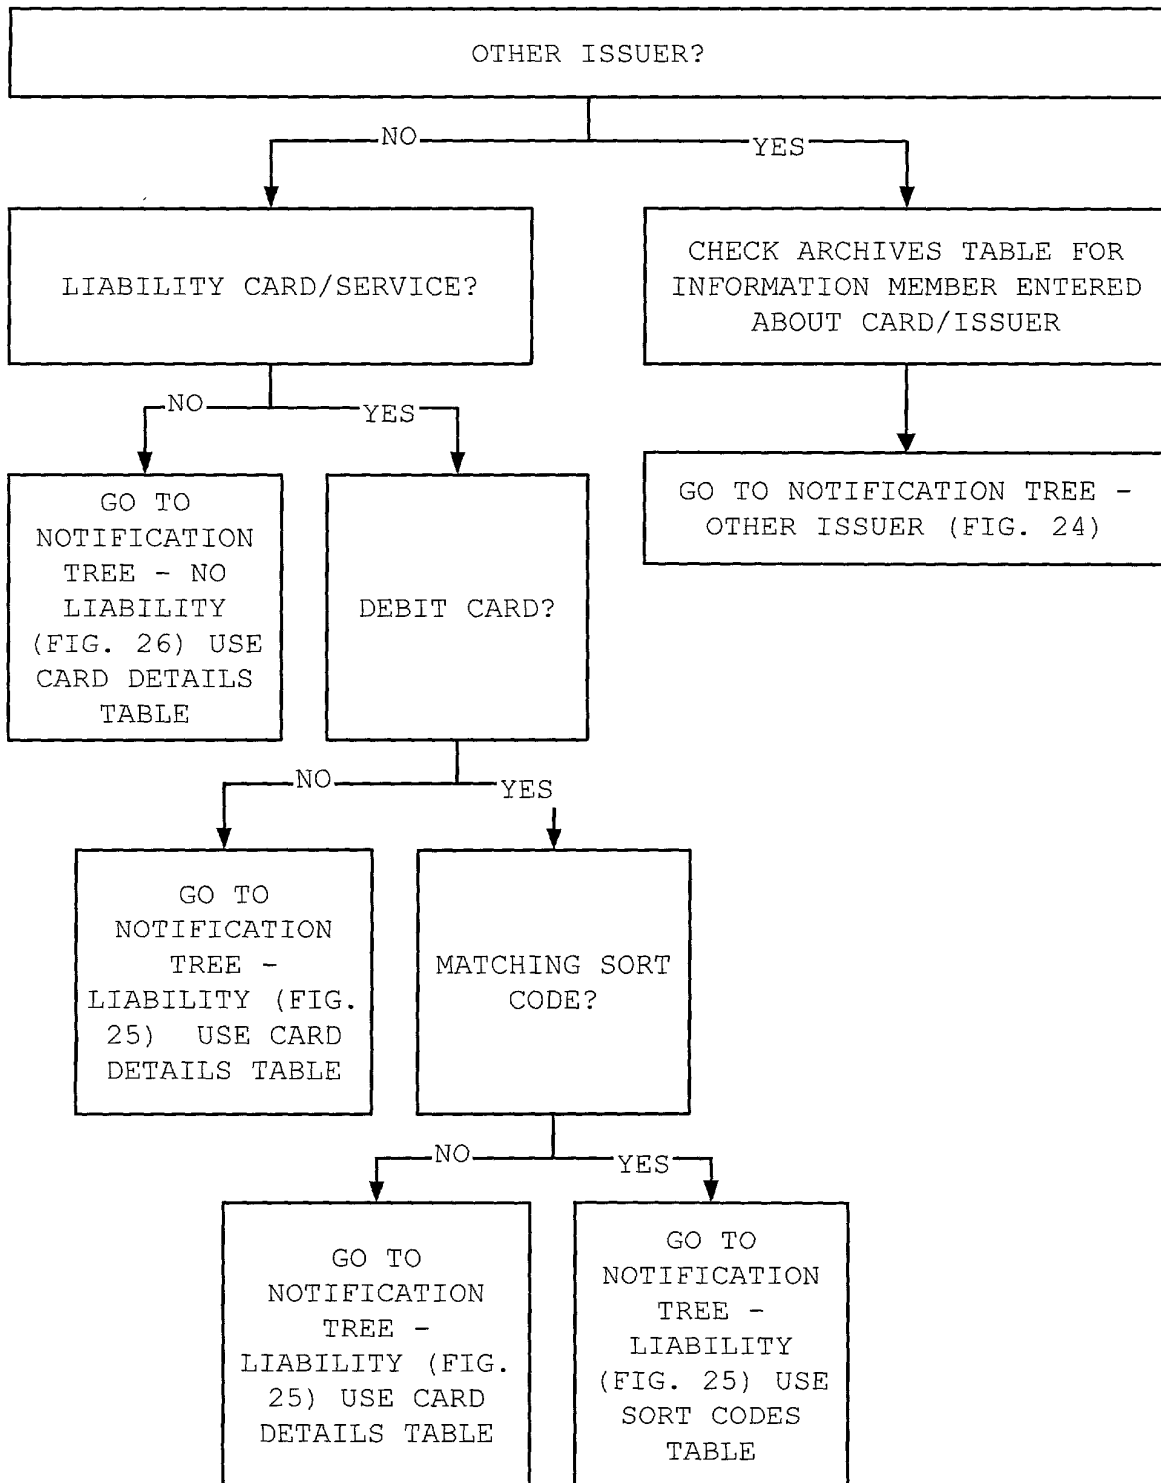 OTHER ISSUER?
NO
YES
LIABILITY CARD/SERVICE?
CHECK ARCHIVES TABLE FOR
INFORMATION MEMBER ENTERED
ABOUT CARD/ISSUER
NO
YES
GO TO
NOTIFICATION
TREE - NO
LIABILITY
(FIG. 26) USE
CARD DETAILS
TABLE
DEBIT CARD?
GO TO NOTIFICATION TREE -
OTHER ISSUER (FIG. 24)
NO
YES
GO TO
NOTIFICATION
TREE -
LIABILITY (FIG.
25) USE CARD
DETAILS TABLE
MATCHING SORT
CODE?
NO
YES
GO TO
NOTIFICATION
TREE -
LIABILITY (FIG.
25) USE CARD
DETAILS TABLE
GO TO
NOTIFICATION
TREE -
LIABILITY
(FIG. 25) USE
SORT CODES
TABLE